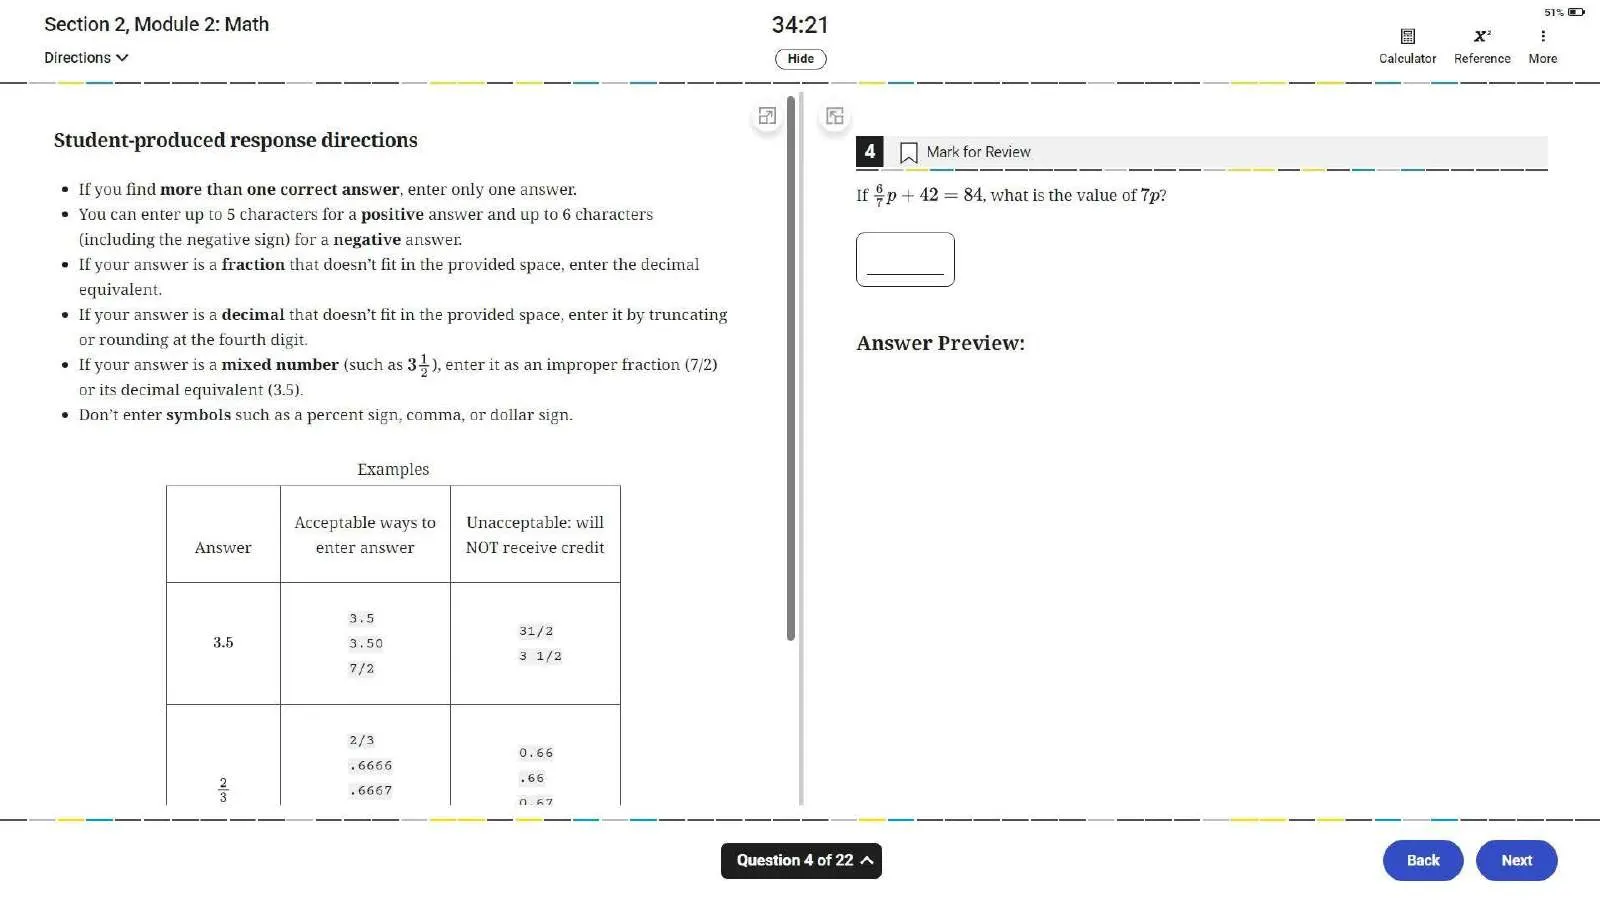 Section 2, Module 2: Math
Directions
34:21
Hide
51%
Calculator
Reference
More
Student-produced response directions
• If you find more than one correct answer, enter only one answer.
• You can enter up to 5 characters for a positive answer and up to 6 characters
(including the negative sign) for a negative answer.
• If your answer is a fraction that doesn't fit in the provided space, enter the decimal
equivalent.
• If your answer is a decimal that doesn't fit in the provided space, enter it by truncating
or rounding at the fourth digit.
• If your answer is a mixed number (such as 3 1/2), enter it as an improper fraction (7/2)
or its decimal equivalent (3.5).
• Don't enter symbols such as a percent sign, comma, or dollar sign.
Examples
Answer
Acceptable ways to
enter answer
Unacceptable: will
NOT receive credit
3.5
3.5
3.50
7/2
31/2
3 1/2
2/3
2/3
.6666
.6667
0.66
.66
0.67
4
Mark for Review
If 6/7 p + 42 = 84, what is the value of 7p?
Answer Preview:
Question 4 of 22
Back
Next